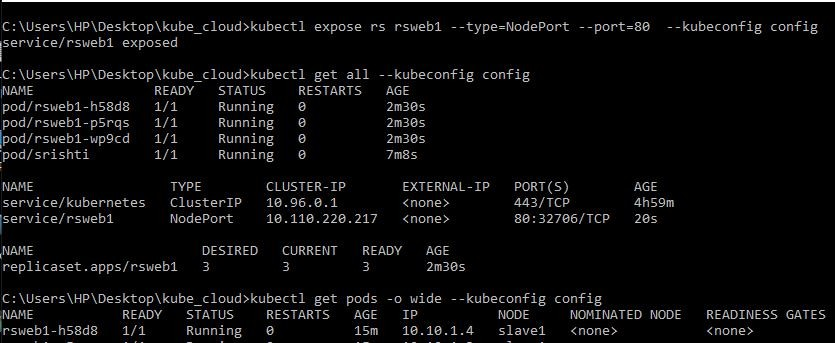 C:\Users\HP\Desktop\kube_cloud>kubectl expose rs rsweb1 --type=NodePort --port=80  --kubeconfig config
service/rsweb1 exposed
C:\Users\HP\Desktop\kube_cloud>kubectl get all --kubeconfig config
NAME READY STATUS RESTARTS AGE
pod/rsweb1-h58d8 1/1 Running 0 2m30s
pod/rsweb1-p5rqs 1/1 Running 0 2m30s
pod/rsweb1-wp9cd 1/1 Running 0 2m30s
pod/srishti 1/1 Running 0 7m8s
NAME TYPE CLUSTER-IP EXTERNAL-IP PORT(S) AGE
service/kubernetes ClusterIP 10.96.0.1 <none> 443/TCP 4h59m
service/rsweb1 NodePort 10.110.220.217 <none> 80:32706/TCP 20s
NAME DESIRED CURRENT READY AGE
replicaset.apps/rsweb1 3 3 3 2m30s
C:\Users\HP\Desktop\kube_cloud>kubectl get pods -o wide --kubeconfig config
NAME READY STATUS RESTARTS AGE IP NODE NOMINATED NODE READINESS GATES
rsweb1-h58d8 1/1 Running 0 15m 10.10.1.4 slave1 <none> <none>